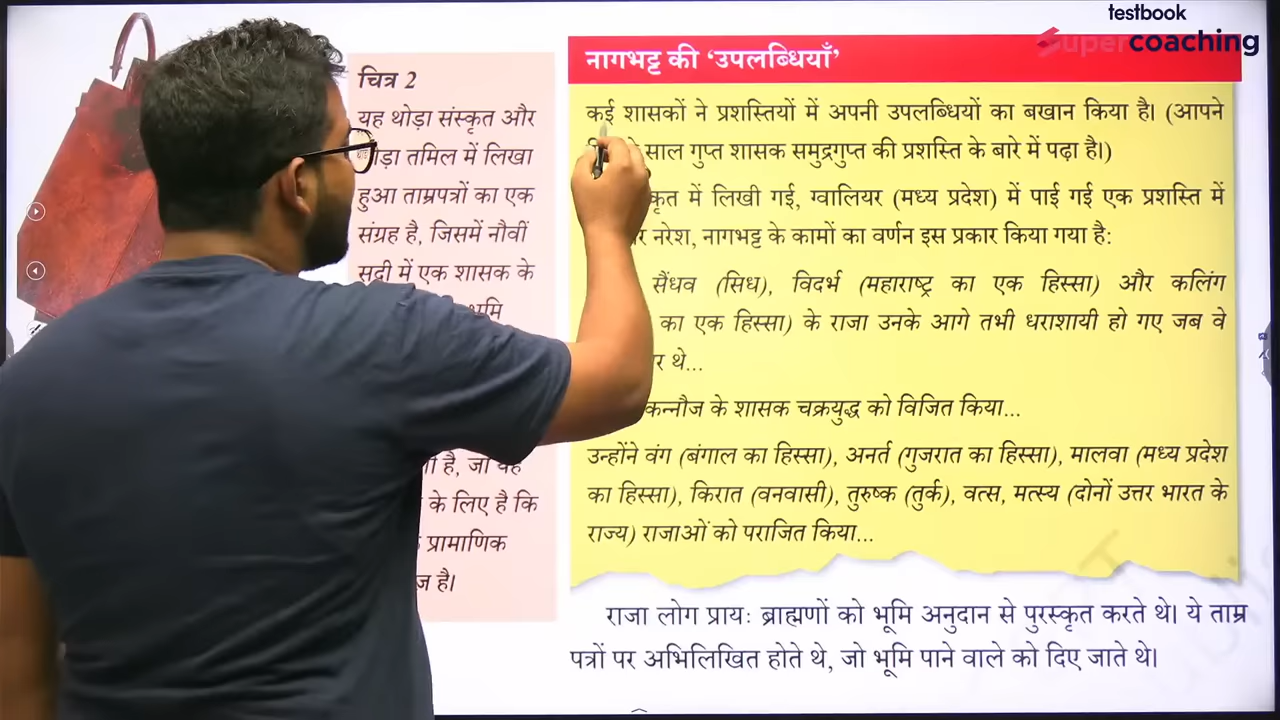 testbook
Supercoaching
चित्र 2
यह थोड़ा संस्कृत और
तमिल में लिखा
हुआ ताम्रपत्रों का एक
संग्रह है, जिसमें नौवीं
सदी में एक शासक के
है, जो यह
के लिए है कि
प्रामाणिक
है।
नागभट्ट की ‘उपलब्धियाँ’
कई शासकों ने प्रशस्तियों में अपनी उपलब्धियों का बखान किया है। (आपने
साल गुप्त शासक समुद्रगुप्त की प्रशस्ति के बारे में पढ़ा है।)
में लिखी गई, ग्वालियर (मध्य प्रदेश) में पाई गई एक प्रशस्ति में
नरेश, नागभट्ट के कामों का वर्णन इस प्रकार किया गया है:
सैंधव (सिंध), विदर्भ (महाराष्ट्र का एक हिस्सा) और कलिंग
का एक हिस्सा) के राजा उनके आगे तभी धराशायी हो गए जब वे
थे...
कन्नौज के शासक चक्रयुद्ध को विजित किया...
उन्होंने वंग (बंगाल का हिस्सा), अनर्त (गुजरात का हिस्सा), मालवा (मध्य प्रदेश
का हिस्सा), किरात (वनवासी), तुरुष्क (तुर्क), वत्स, मत्स्य (दोनों उत्तर भारत के
राज्य) राजाओं को पराजित किया...
राजा लोग प्रायः ब्राह्मणों को भूमि अनुदान से पुरस्कृत करते थे। ये ताम्र
पत्रों पर अभिलिखित होते थे, जो भूमि पाने वाले को दिए जाते थे।